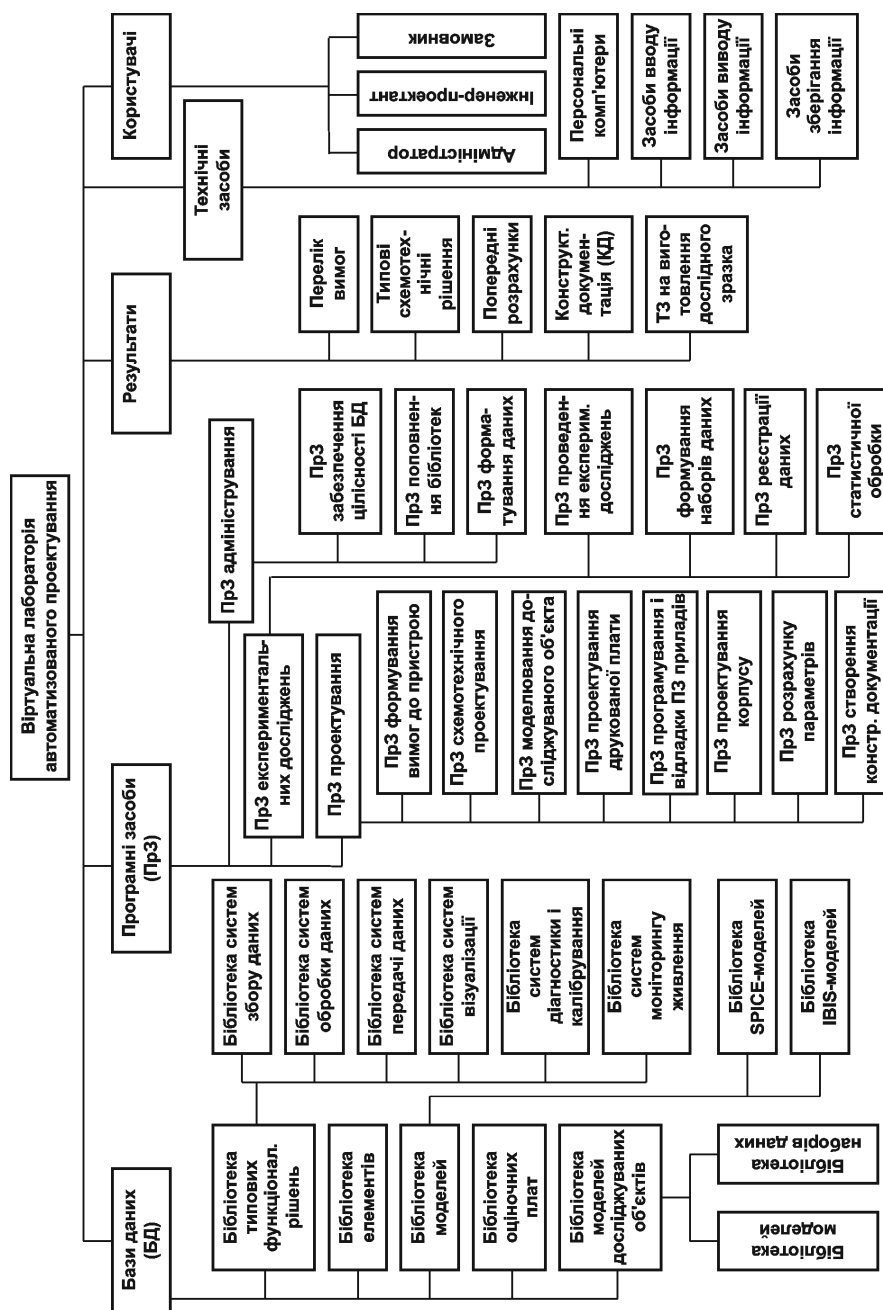 Віртуальна лабораторія
автоматизованого проектування
Бази даних
(БД)
Бібліотека
типових
функціонал.
рішень
Бібліотека
елементів
Бібліотека
моделей
Бібліотека
оціночних
плат
Бібліотека
моделей
досліджуваних
об'єктів
Бібліотека
моделей
Бібліотека
наборів даних
Бібліотека систем
збору даних
Бібліотека систем
обробки даних
Бібліотека систем
передачі даних
Бібліотека систем
візуалізації
Бібліотека
систем
діагностики і
калібрування
Бібліотека
систем
моніторингу
живлення
Бібліотека
SPICE-моделей
Бібліотека
IBIS-моделей
Програмні засоби
(ПрЗ)
ПрЗ адміністрування
ПрЗ експерименталь-
них досліджень
ПрЗ проектування
ПрЗ формування
вимог до пристрою
ПрЗ схемотехнічного
проектування
ПрЗ моделювання до-
сліджуваного об'єкта
ПрЗ проектування
друкованої плати
ПрЗ програмування і
відладки ПЗ приладів
ПрЗ проектування
корпусу
ПрЗ розрахунку
параметрів
ПрЗ створення
констр. документації
ПрЗ
забезпечення
цілісності БД
ПрЗ поповнен-
ня бібліотек
ПрЗ форма-
тування даних
ПрЗ проведен-
ня експерим.
досліджень
ПрЗ
формування
наборів даних
ПрЗ реєстрації
даних
ПрЗ
статистичної
обробки
Результати
Перелік
вимог
Типові
схемотех-
нічні
рішення
Попередні
розрахунки
Конструкт.
докумен-
тація (КД)
ТЗ на виго-
товлення
дослідного
зразка
Технічні
засоби
Персональні
комп'ютери
Засоби вводу
інформації
Засоби виводу
інформації
Засоби
зберігання
інформації
Користувачі
Адміністратор
Інженер-проектант
Замовник